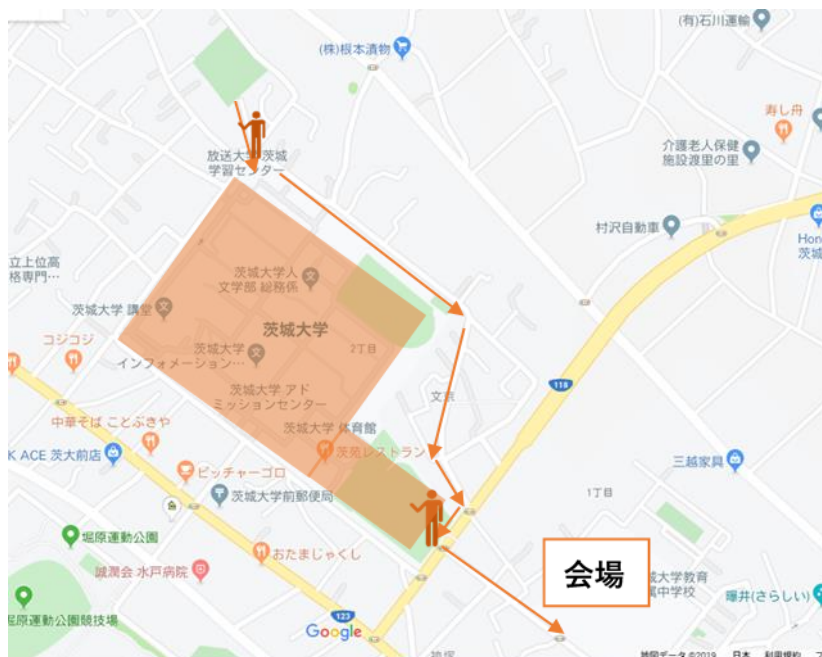 (有)石川運輸
(株)根本漬物
寿し舟
介護老人保健
施設渡里の里
放送大学 茨城
学習センター
村沢自動車
Hon
茨城
立上位高
格専門…
茨城大学人
文学部 総務係
茨城大学 講堂
茨城大学
2丁目
コジコジ
茨城大学
インフォメーション…
118
茨城大学 アド
ミッションセンター
文京
中華そば ことぶきや
茨城大学 体育館
茨苑レストラン
K ACE 茨大前店
ピッチャーゴロ
三越家具
茨城大学前郵便局
1丁目
堀原運動公園
おたまじゃくし
誠潤会 水戸病院
会場
城大学教育
属中学校
曝井(さらしい)
堀原運動公園競技場
123
Google
地図データ ©2019
日本
利用規約